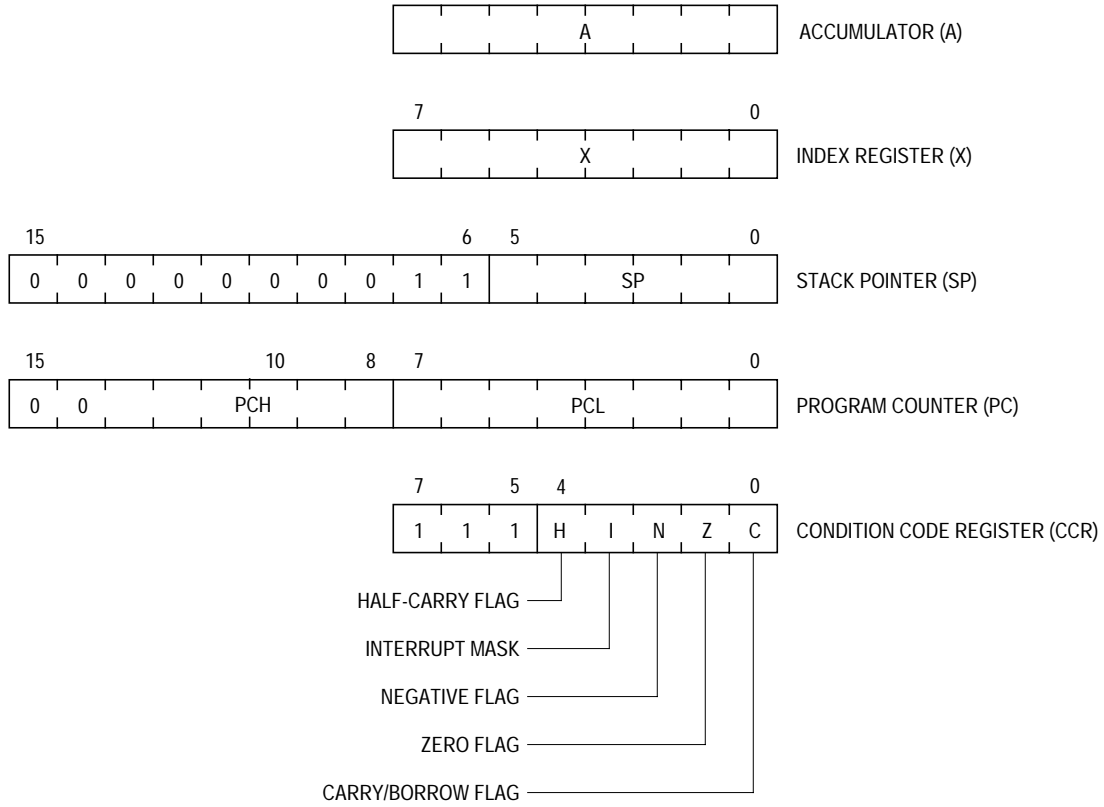 A ACCUMULATOR (A)
7 0
X INDEX REGISTER (X)
15 6 5 0
0 0 0 0 0 0 0 0 1 1 SP STACK POINTER (SP)
15 10 8 7 0
0 0 PCH PCL PROGRAM COUNTER (PC)
7 5 4 0
1 1 1 H I N Z C CONDITION CODE REGISTER (CCR)
HALF-CARRY FLAG
INTERRUPT MASK
NEGATIVE FLAG
ZERO FLAG
CARRY/BORROW FLAG